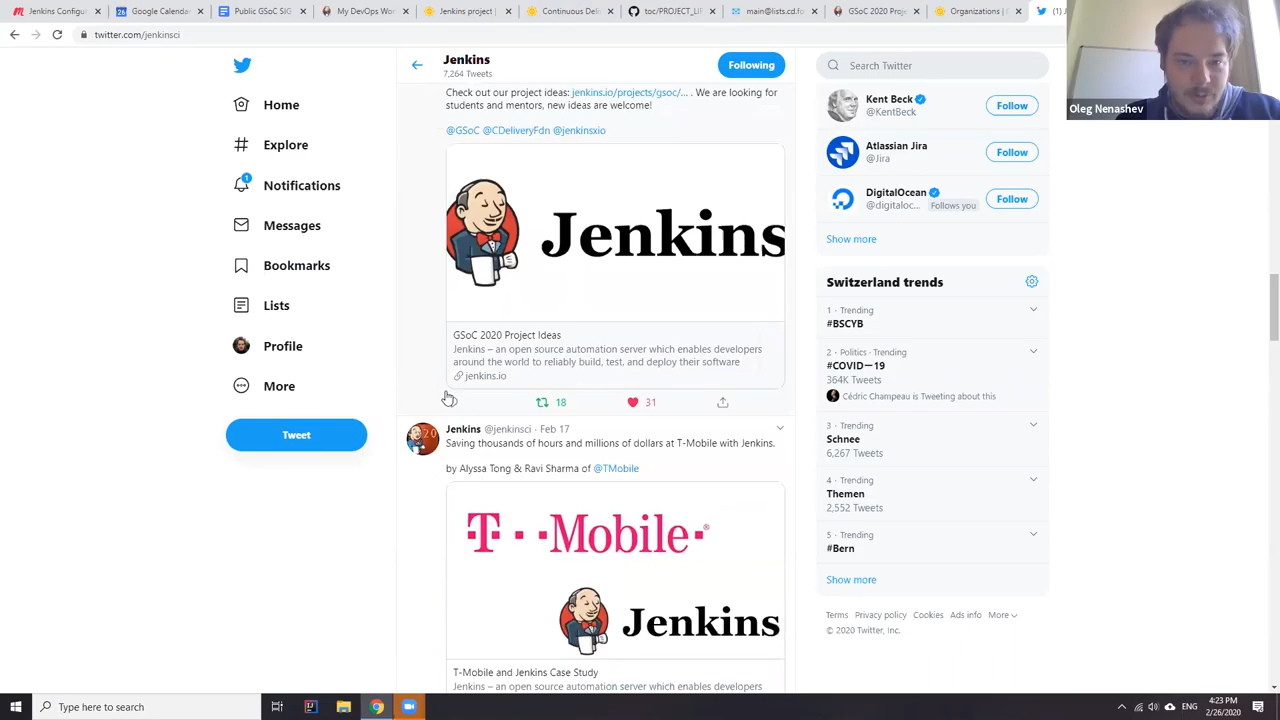 Jenkins Configura
Google Calendar
Public GSoC SIG
My DevOps Wor
Jenkins project
Continuous Deli
toc/PROJECT_LIF
main@lists.cd.fo
GSoC 2020 Proje
Organizations | 
twitter.com/jenkinsci
Oleg Nenashev
Home
Explore
1
Notifications
Messages
Bookmarks
Lists
Profile
More
Tweet
Jenkins
7,264 Tweets
Following
Check out our project ideas: jenkins.io/projects/gsoc/... . We are looking for
students and mentors, new ideas are welcome!
@GSoC @CDeliveryFdn @jenkinsxio
Jenkins
GSoC 2020 Project Ideas
Jenkins – an open source automation server which enables developers
around the world to reliably build, test, and deploy their software
jenkins.io
18
31
Jenkins @jenkinsci · Feb 17
Saving thousands of hours and millions of dollars at T-Mobile with Jenkins.
by Alyssa Tong & Ravi Sharma of @TMobile
T··Mobile·®
Jenkins
T-Mobile and Jenkins Case Study
Jenkins – an open source automation server which enables developers
Search Twitter
Kent Beck
@KentBeck
Follow
Atlassian Jira
@Jira
Follow
DigitalOcean
@digitaloc... Follows you
Follow
Show more
Switzerland trends
1 · Trending
#BSCYB
2 · Politics · Trending
#COVID-19
364K Tweets
Cédric Champeau is Tweeting about this
3 · Trending
Schnee
6,267 Tweets
4 · Trending
Themen
2,552 Tweets
5 · Trending
#Bern
Show more
Terms Privacy policy Cookies Ads info More
© 2020 Twitter, Inc.
Type here to search
ENG
4:23 PM
2/26/2020